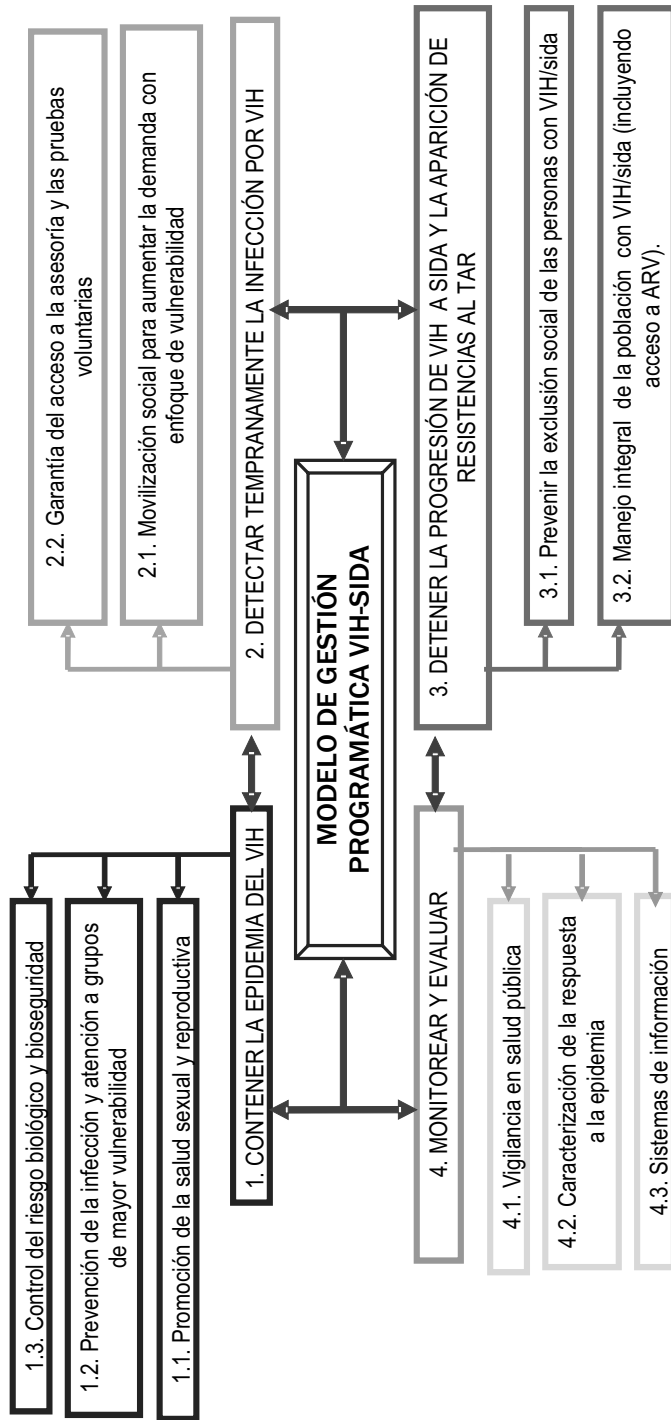 1.3. Control del riesgo biológico y bioseguridad
1.2. Prevención de la infección y atención a grupos
de mayor vulnerabilidad
1.1. Promoción de la salud sexual y reproductiva
1. CONTENER LA EPIDEMIA DEL VIH
2.2. Garantía del acceso a la asesoría y las pruebas
voluntarias
2.1. Movilización social para aumentar la demanda con
enfoque de vulnerabilidad
2. DETECTAR TEMPRANAMENTE LA INFECCIÓN POR VIH
MODELO DE GESTIÓN
PROGRAMÁTICA VIH-SIDA
4. MONITOREAR Y EVALUAR
4.1. Vigilancia en salud pública
4.2. Caracterización de la respuesta
a la epidemia
4.3. Sistemas de información
3. DETENER LA PROGRESIÓN DE VIH A SIDA Y LA APARICIÓN DE
RESISTENCIAS AL TAR
3.1. Prevenir la exclusión social de las personas con VIH/sida
3.2. Manejo integral de la población con VIH/sida (incluyendo
acceso a ARV).